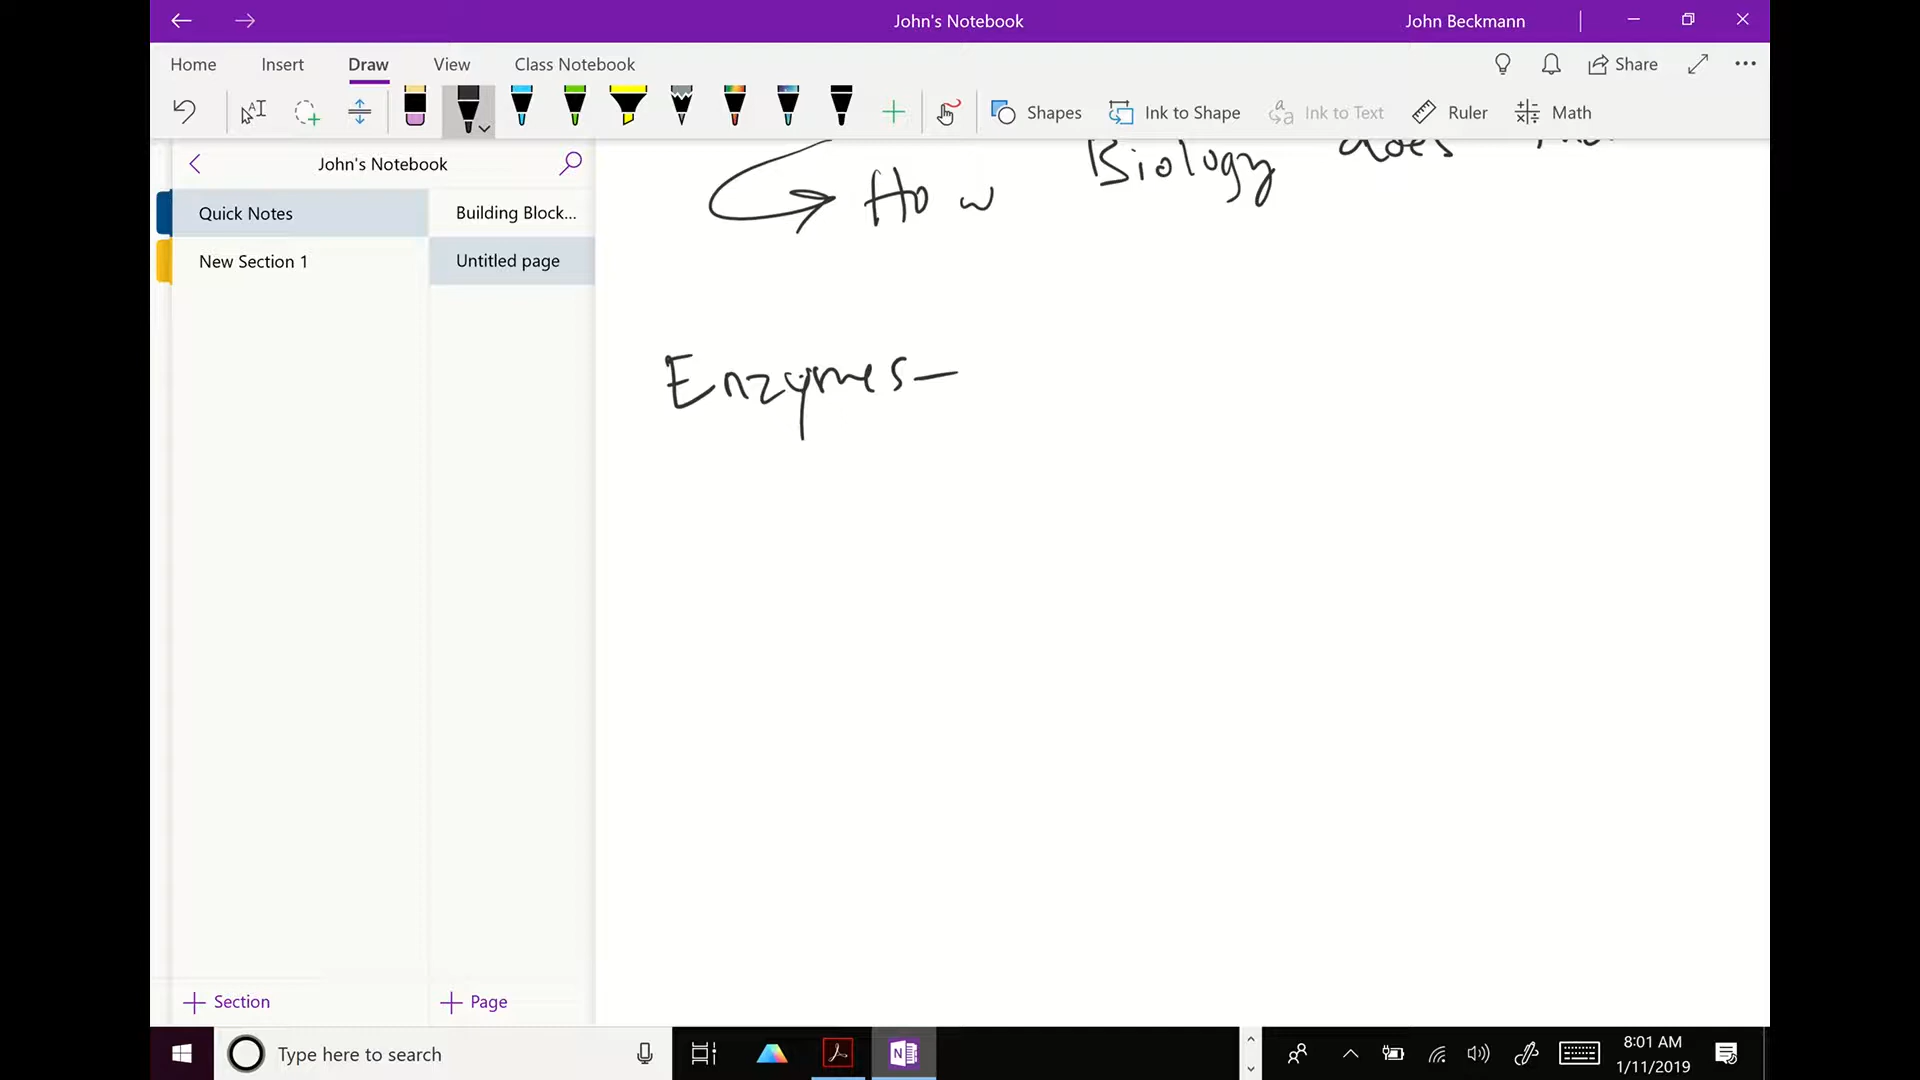 John's Notebook
John Beckmann
Home Insert Draw View Class Notebook
Share
Shapes Ink to Shape Ink to Text Ruler Math
John's Notebook
Quick Notes
New Section 1
Building Block...
Untitled page
How Biology does
Enzymes-
Section
Page
Type here to search
8:01 AM
1/11/2019